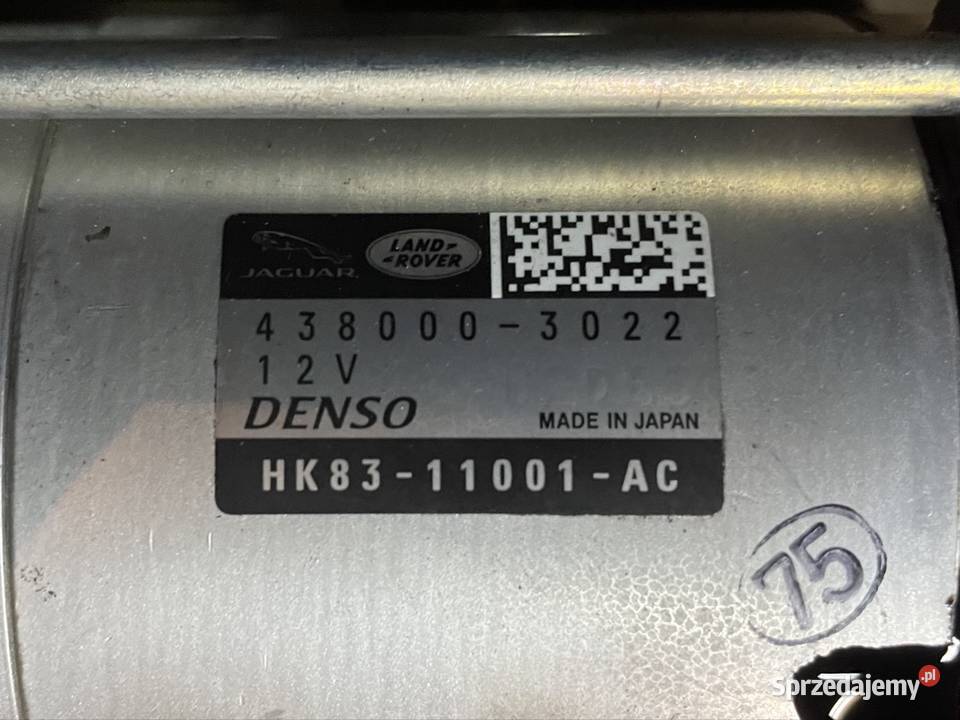 JAGUAR
LAND ROVER
438000-3022
12V
DENSO MADE IN JAPAN
HK83-11001-AC
75
Sprzedajemy.pl